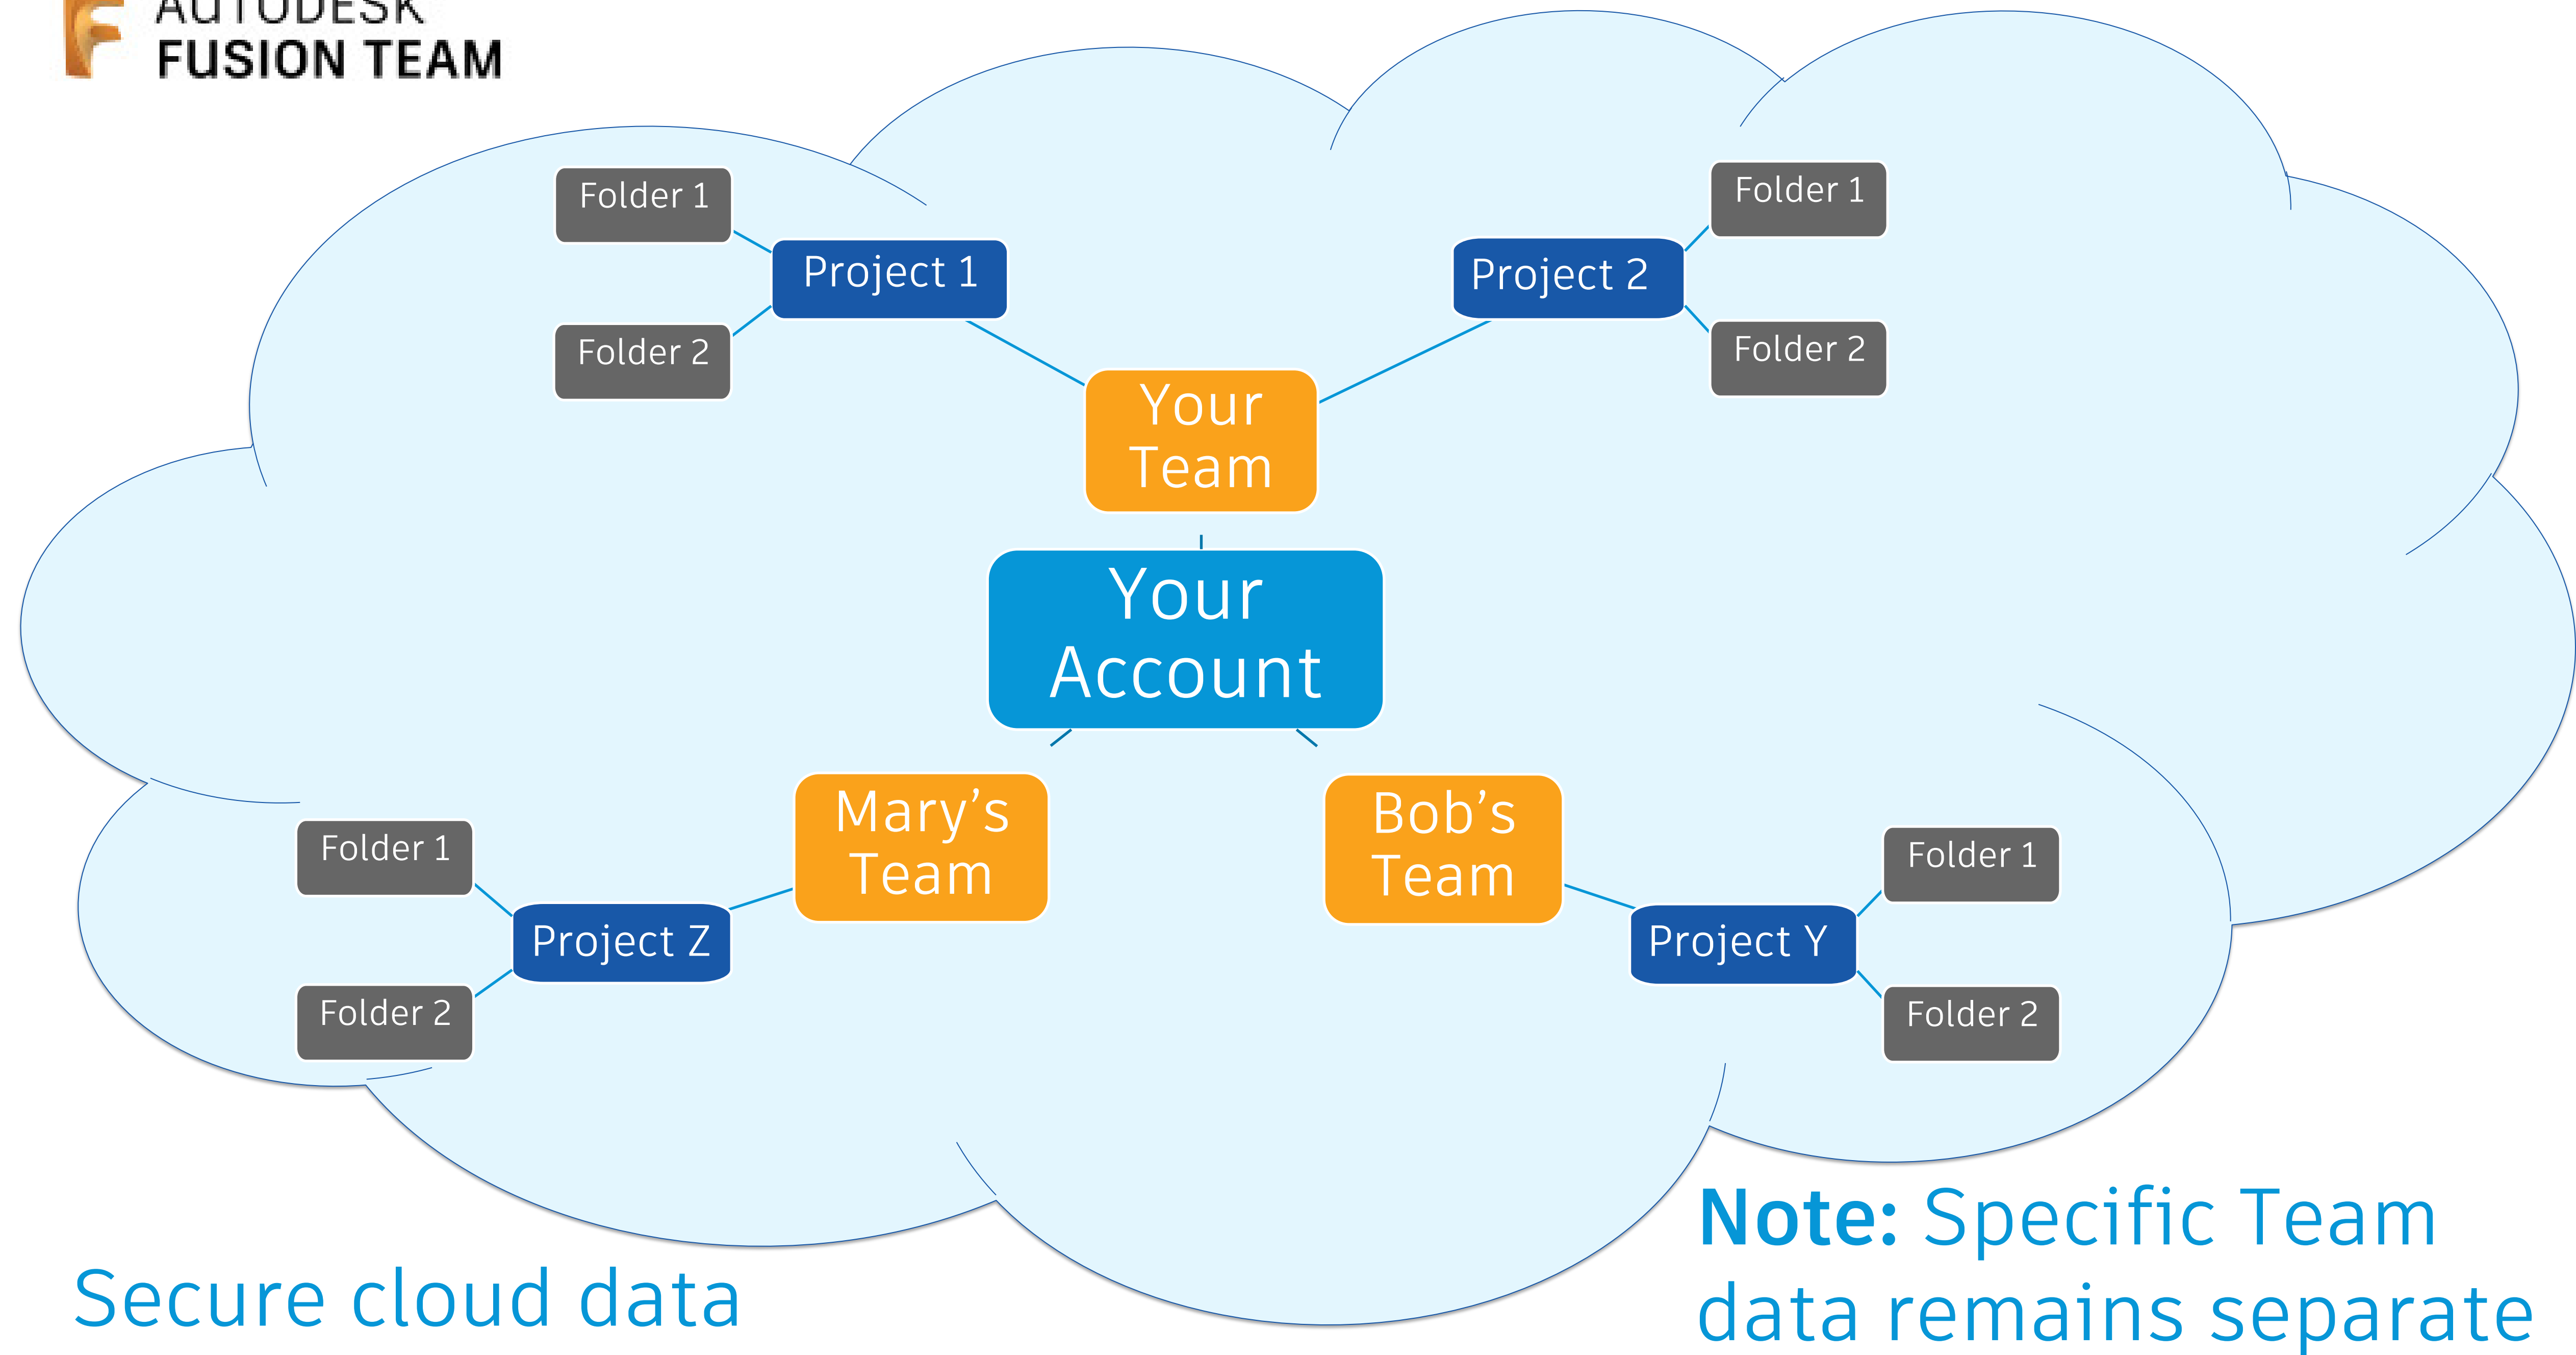 AUTODESK
FUSION TEAM
Folder 1
Folder 1
Project 1
Project 2
Folder 2
Folder 2
Your
Team
Your
Account
Mary’s
Team
Bob’s
Team
Folder 1
Folder 1
Project Z
Project Y
Folder 2
Folder 2
Note: Specific Team
data remains separate
Secure cloud data